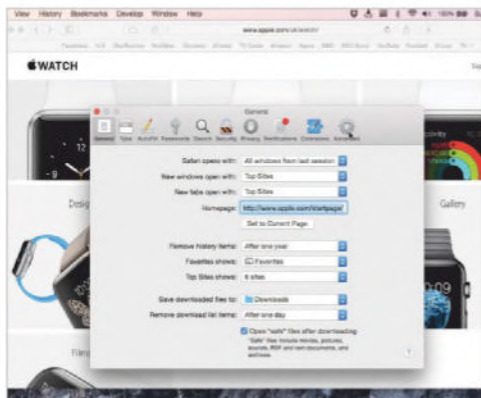 View History Bookmarks Develop Window Help 100%
www.apple.com/uk/watch/
WATCH
General
General Tabs AutoFill Passwords Search Security Privacy Notifications Extensions Advanced
Safari opens with: All windows from last session
New windows open with: Top Sites
New tabs open with: Top Sites
Homepage: http://www.apple.com/startpage/
Set to Current Page
Remove history items: After one year
Favorites shows: Favorites
Top Sites shows: 6 sites
Save downloaded files to: Downloads
Remove download list items: After one day
Open "safe" files after downloading
"Safe" files include movies, pictures,
sounds, PDF and text documents, and
archives.
?
Gallery
Films